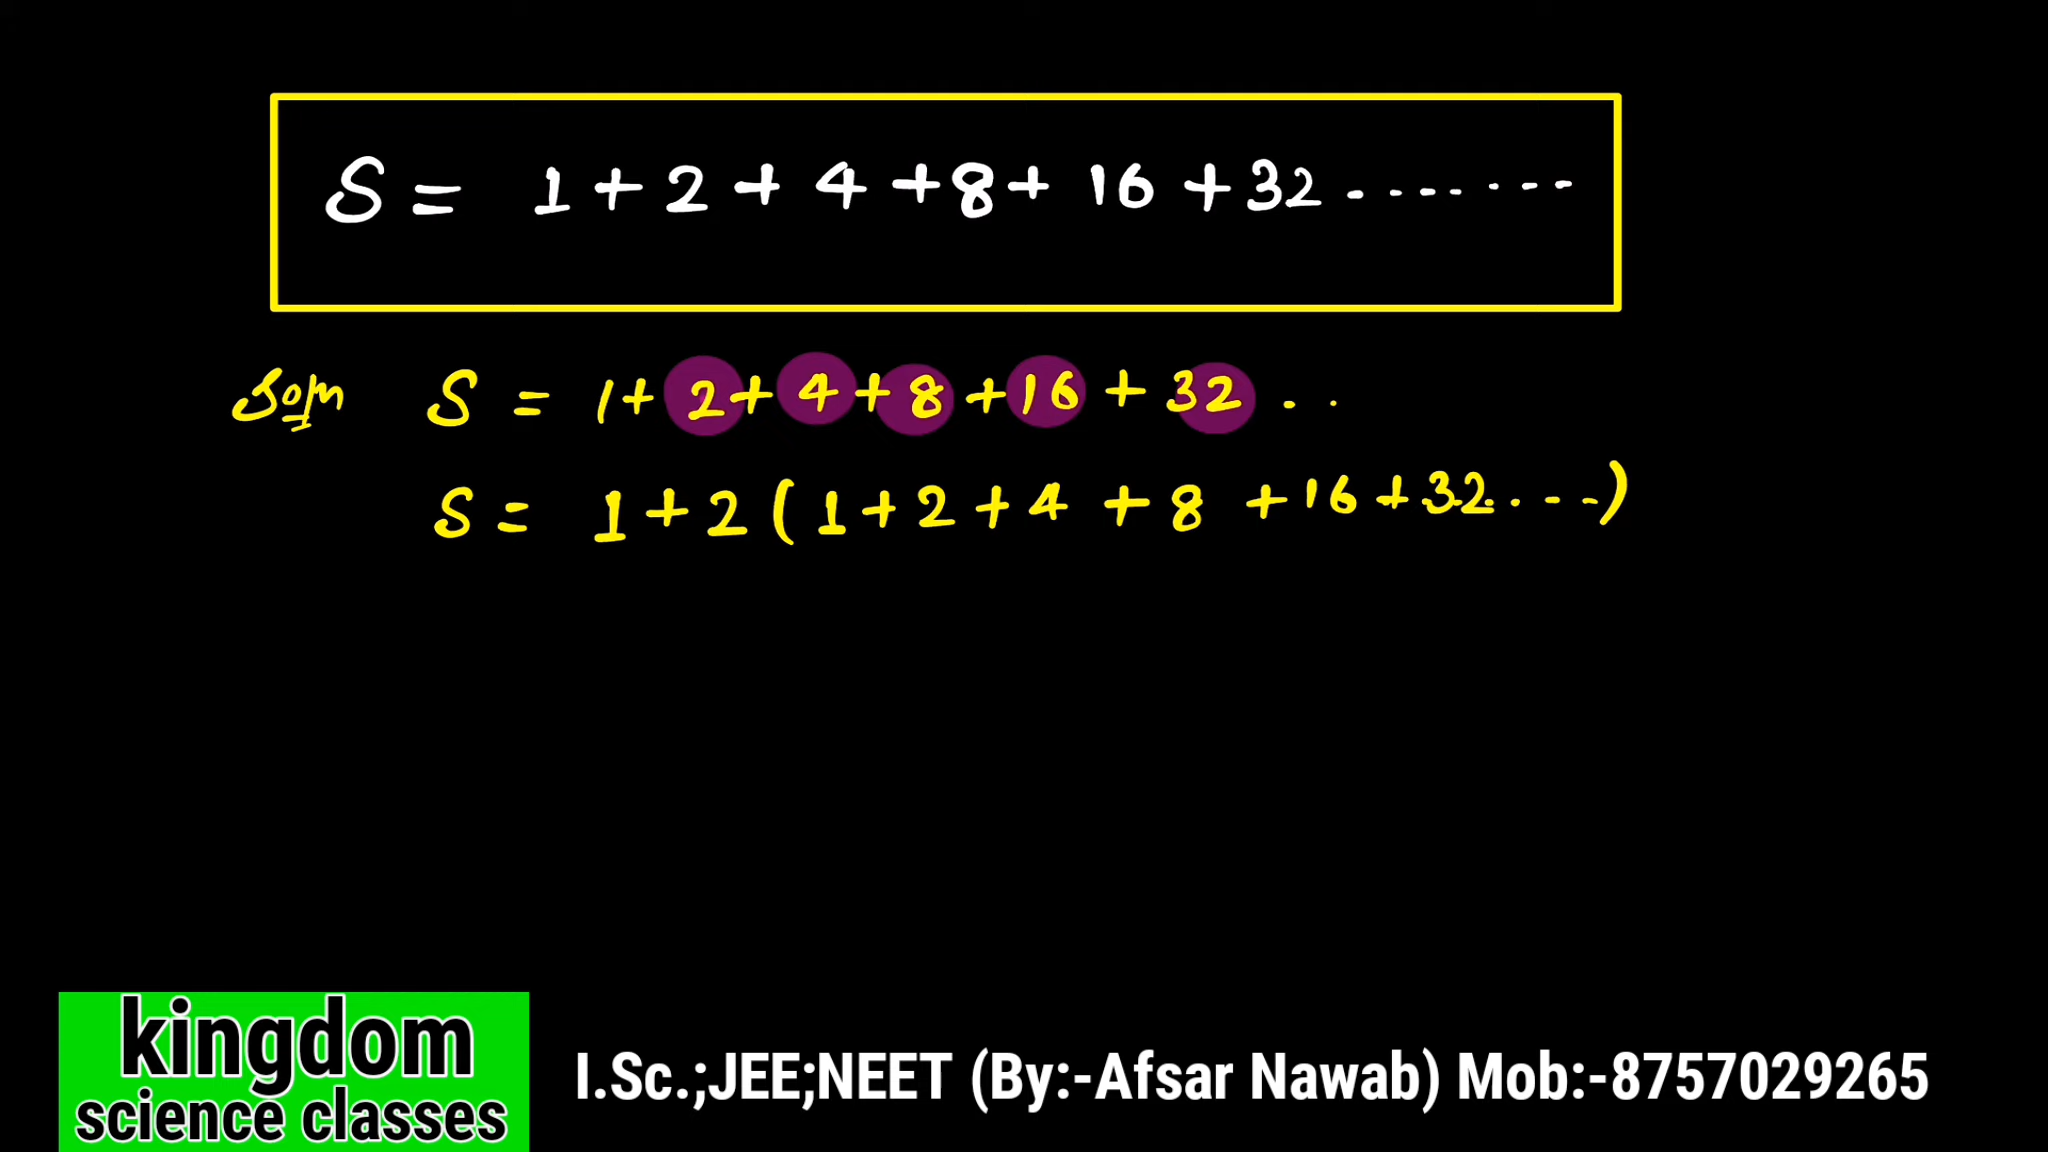 S = 1 + 2 + 4 + 8 + 16 + 32 .........
Soln S = 1 + 2 + 4 + 8 + 16 + 32 . .
S = 1 + 2 ( 1 + 2 + 4 + 8 + 16 + 32 . . . . . )
kingdom
science classes
I.Sc.;JEE;NEET (By:-Afsar Nawab) Mob:-8757029265